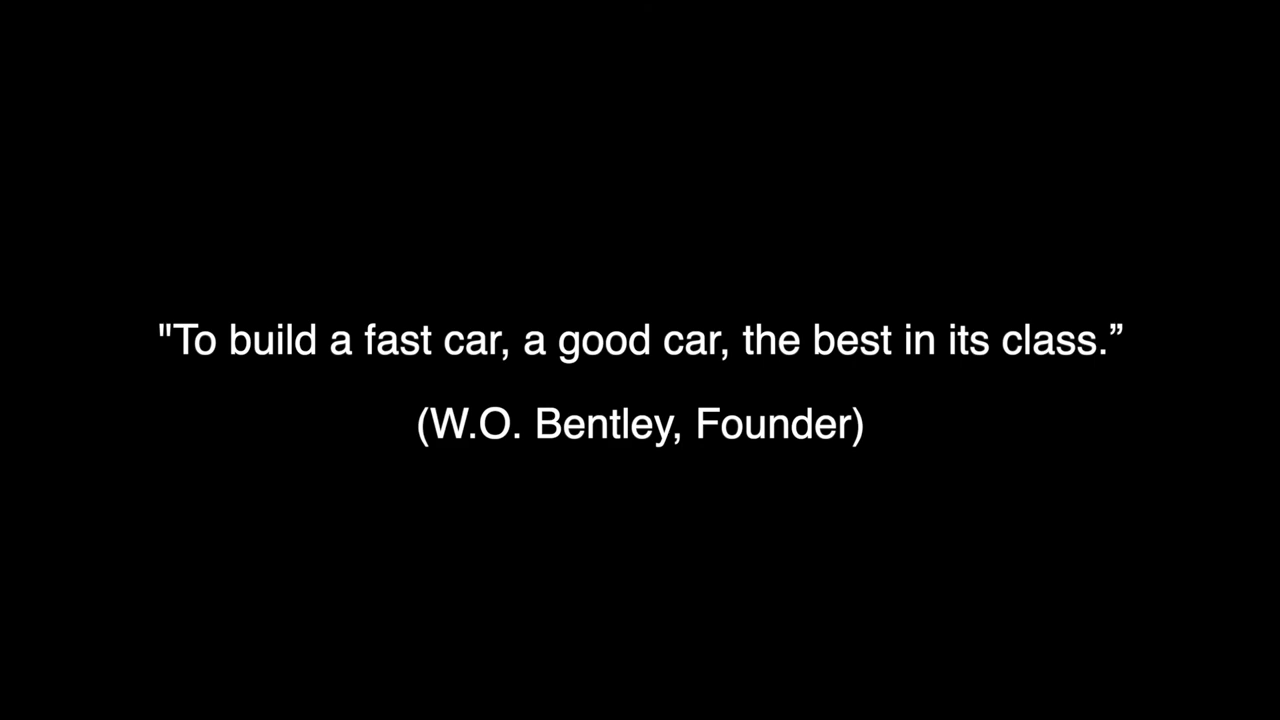 "To build a fast car, a good car, the best in its class.”
(W.O. Bentley, Founder)